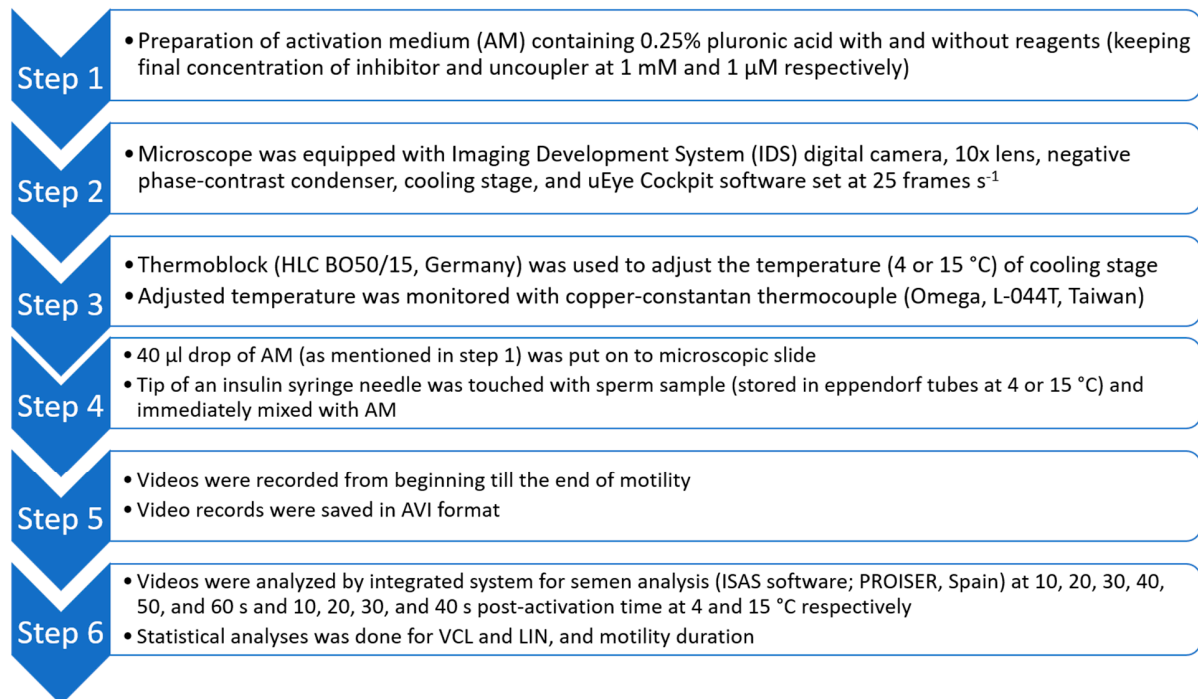 Step 1
• Preparation of activation medium (AM) containing 0.25% pluronic acid with and without reagents (keeping
final concentration of inhibitor and uncoupler at 1 mM and 1 µM respectively)
Step 2
• Microscope was equipped with Imaging Development System (IDS) digital camera, 10x lens, negative
phase-contrast condenser, cooling stage, and uEye Cockpit software set at 25 frames s⁻¹
Step 3
• Thermoblock (HLC BO50/15, Germany) was used to adjust the temperature (4 or 15 °C) of cooling stage
• Adjusted temperature was monitored with copper-constantan thermocouple (Omega, L-044T, Taiwan)
Step 4
• 40 µl drop of AM (as mentioned in step 1) was put on to microscopic slide
• Tip of an insulin syringe needle was touched with sperm sample (stored in eppendorf tubes at 4 or 15 °C) and
immediately mixed with AM
Step 5
• Videos were recorded from beginning till the end of motility
• Video records were saved in AVI format
Step 6
• Videos were analyzed by integrated system for semen analysis (ISAS software; PROISER, Spain) at 10, 20, 30, 40,
50, and 60 s and 10, 20, 30, and 40 s post-activation time at 4 and 15 °C respectively
• Statistical analyses was done for VCL and LIN, and motility duration